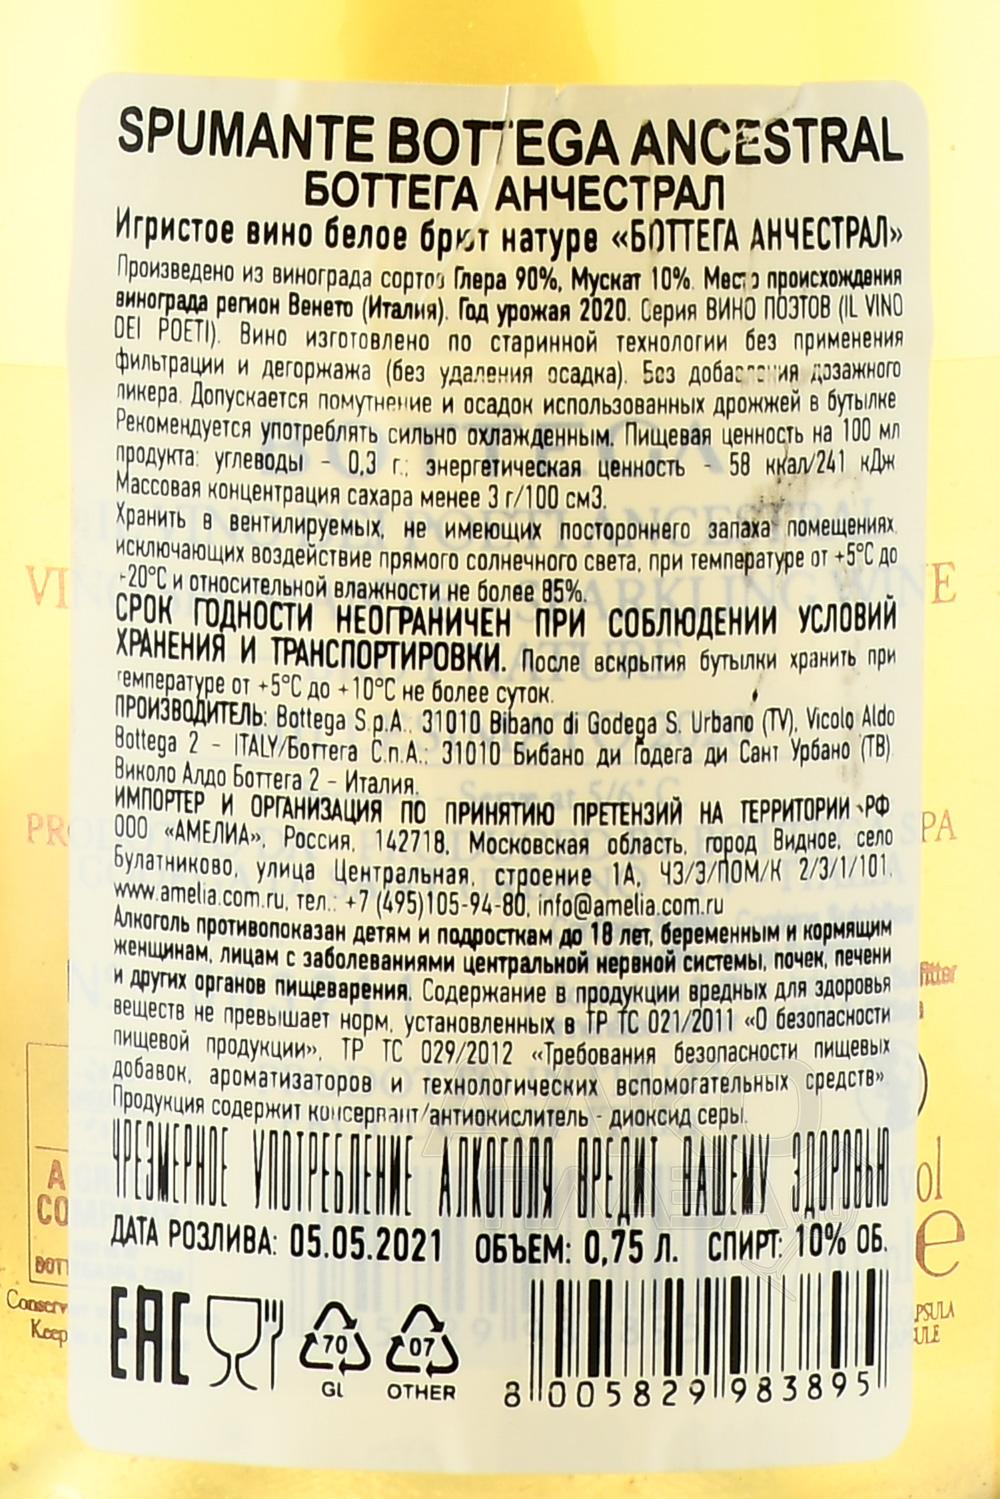 SPUMANTE BOTTEGA ANCESTRAL
БОТТЕГА АНЧЕСТРАЛ
Игристое вино белое брют натуре «БОТТЕГА АНЧЕСТРАЛ»
Произведено из винограда сортов Глера 90%, Мускат 10%. Место происхождения
винограда регион Венето (Италия). Год урожая 2020. Серия ВИНО ПОЭТОВ (IL VINO
DEI POETI). Вино изготовлено по старинной технологии без применения
фильтрации и дегоржажа (без удаления осадка). Без добавления дозажного
ликера. Допускается помутнение и осадок использованных дрожжей в бутылке
Рекомендуется употреблять сильно охлажденным. Пищевая ценность на 100 мл
продукта: углеводы - 0,3 г.; энергетическая ценность - 58 ккал/241 кДж
Массовая концентрация сахара менее 3 г/100 см3.
Хранить в вентилируемых, не имеющих постороннего запаха помещениях,
исключающих воздействие прямого солнечного света, при температуре от +5°С до
+20°С и относительной влажности не более 85%.
СРОК ГОДНОСТИ НЕОГРАНИЧЕН ПРИ СОБЛЮДЕНИИ УСЛОВИЙ
ХРАНЕНИЯ И ТРАНСПОРТИРОВКИ. После вскрытия бутылки хранить при
температуре от +5°С до +10°С не более суток.
ПРОИЗВОДИТЕЛЬ: Bottega S.p.A., 31010 Bibano di Godega S. Urbano (TV), Vicolo Aldo
Bottega 2 - ITALY/Боттега С.п.А.: 31010 Бибано ди Годега ди Сант Урбано (ТВ)
Виколо Алдо Боттега 2 - Италия.
ИМПОРТЕР И ОРГАНИЗАЦИЯ ПО ПРИНЯТИЮ ПРЕТЕНЗИЙ НА ТЕРРИТОРИИ РФ
ООО «АМЕЛИА», Россия, 142718, Московская область, город Видное, село
Булатниково, улица Центральная, строение 1А, ЧЗ/Э/ПОМ/К 2/3/1/101,
www.amelia.com.ru, тел.: +7 (495)105-94-80, info@amelia.com.ru
Алкоголь противопоказан детям и подросткам до 18 лет, беременным и кормящим
женщинам, лицам с заболеваниями центральной нервной системы, почек, печени
и других органов пищеварения. Содержание в продукции вредных для здоровья
веществ не превышает норм, установленных в ТР ТС 021/2011 «О безопасности
пищевой продукции», ТР ТС 029/2012 «Требования безопасности пищевых
добавок, ароматизаторов и технологических вспомогательных средств»
Продукция содержит консервант/антиокислитель - диоксид серы.
ЧРЕЗМЕРНОЕ УПОТРЕБЛЕНИЕ АЛКОГОЛЯ ВРЕДИТ ВАШЕМУ ЗДОРОВЬЮ
ДАТА РОЗЛИВА: 05.05.2021 ОБЪЕМ: 0,75 Л. СПИРТ: 10% ОБ.
EAC 70 GL 07 OTHER
8 005829 983895